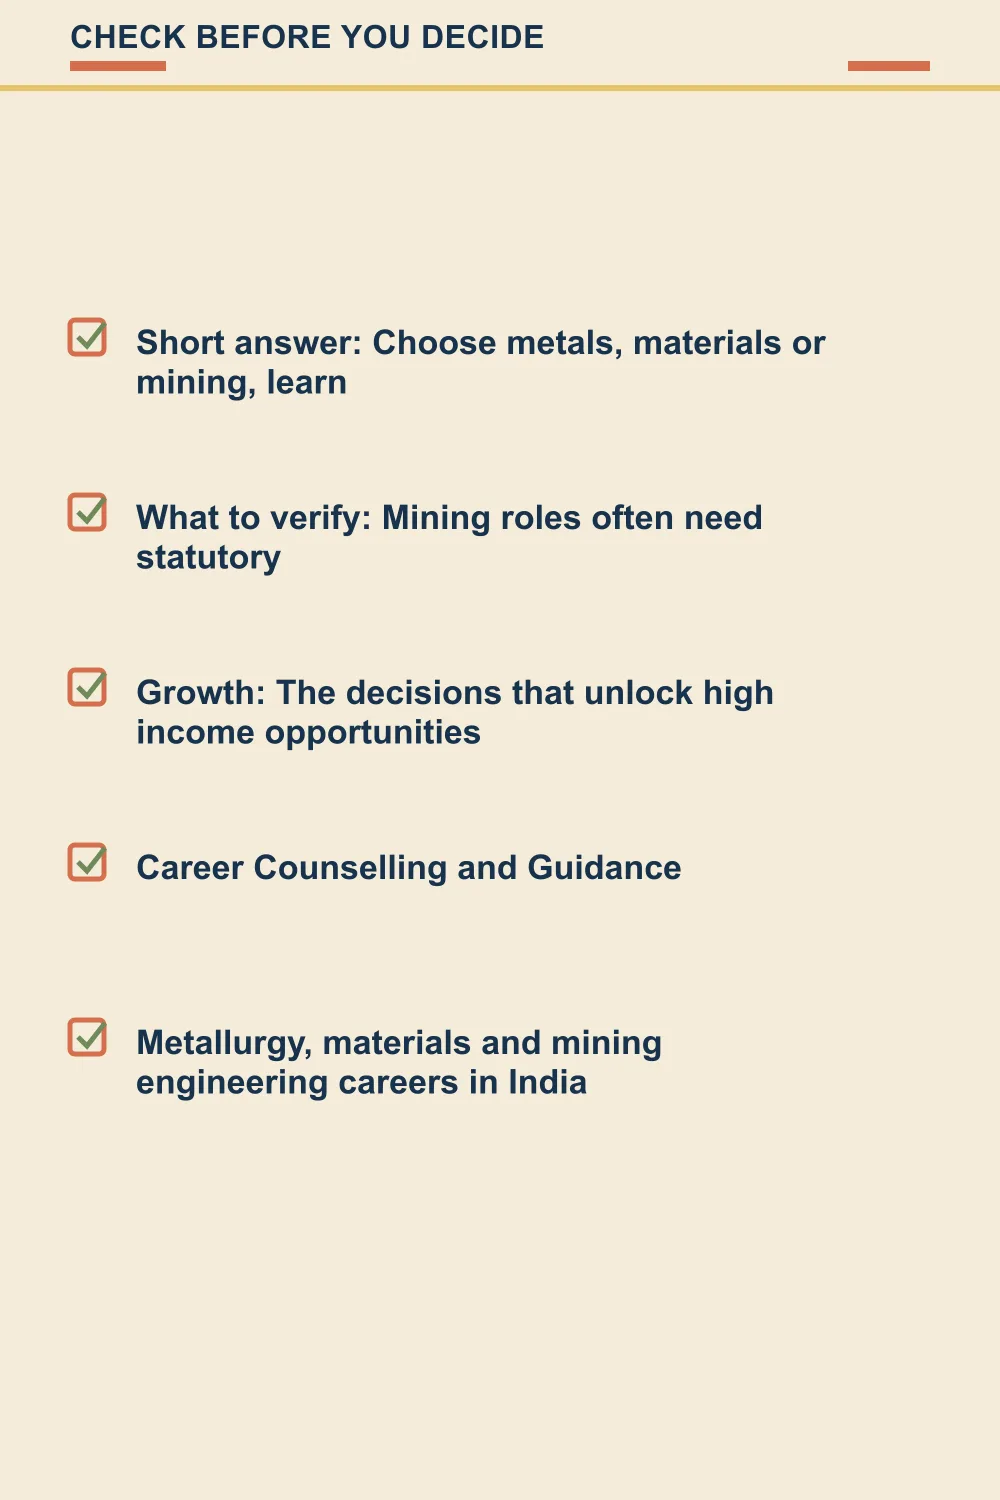 CHECK BEFORE YOU DECIDE
Short answer: Choose metals, materials or
mining, learn
What to verify: Mining roles often need
statutory
Growth: The decisions that unlock high
income opportunities
Career Counselling and Guidance
Metallurgy, materials and mining
engineering careers in India